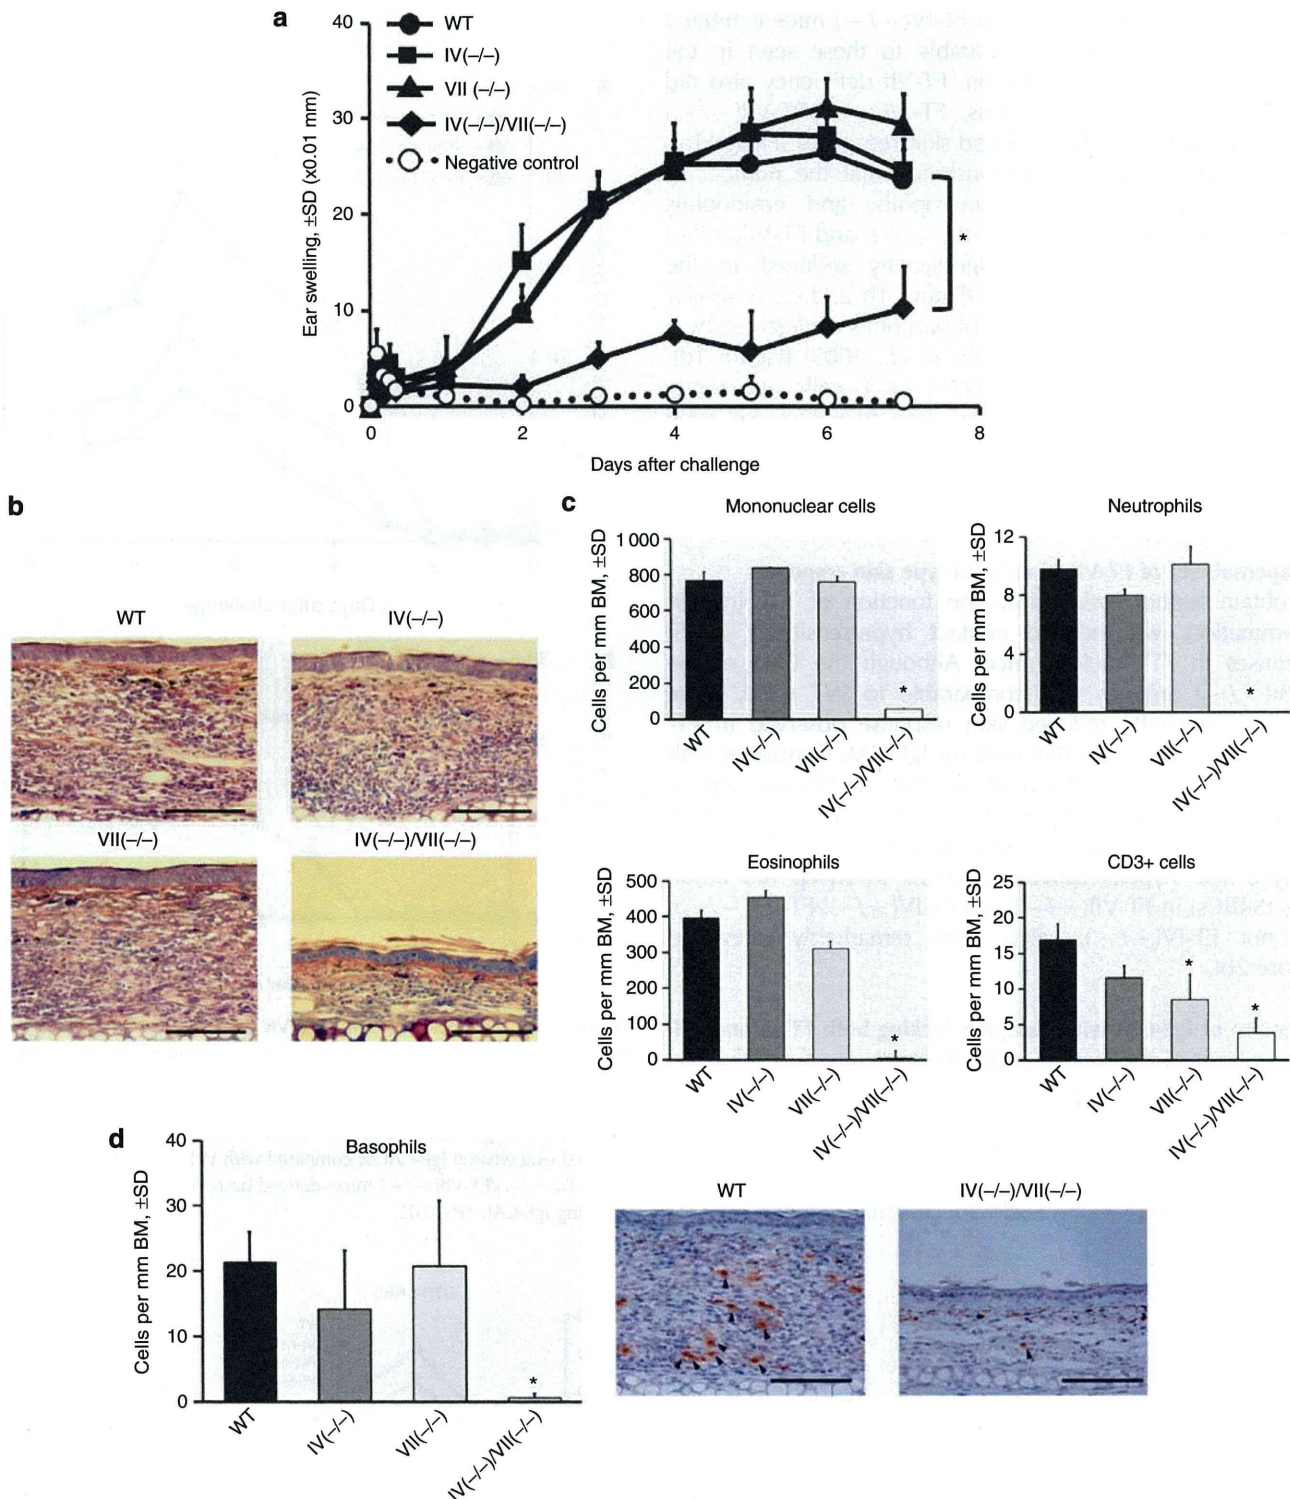 a
40
30
20
10
0
Ear swelling, ±SD (x0.01 mm)
WT
IV(–/–)
VII (–/–)
IV(–/–)/VII(–/–)
Negative control
*
0 2 4 6 8
Days after challenge
b
WT IV(–/–)
VII(–/–) IV(–/–)/VII(–/–)
c
Mononuclear cells
Cells per mm BM, ±SD
1 000
800
600
400
200
0
*
WT IV(–/–) VII(–/–) IV(–/–)/VII(–/–)
Neutrophils
Cells per mm BM, ±SD
12
8
4
0
*
WT IV(–/–) VII(–/–) IV(–/–)/VII(–/–)
Eosinophils
Cells per mm BM, ±SD
500
400
300
200
100
0
*
WT IV(–/–) VII(–/–) IV(–/–)/VII(–/–)
CD3+ cells
Cells per mm BM, ±SD
25
20
15
10
5
0
* *
WT IV(–/–) VII(–/–) IV(–/–)/VII(–/–)
d
Basophils
Cells per mm BM, ±SD
40
30
20
10
0
*
WT IV(–/–) VII(–/–) IV(–/–)/VII(–/–)
WT IV(–/–)/VII(–/–)